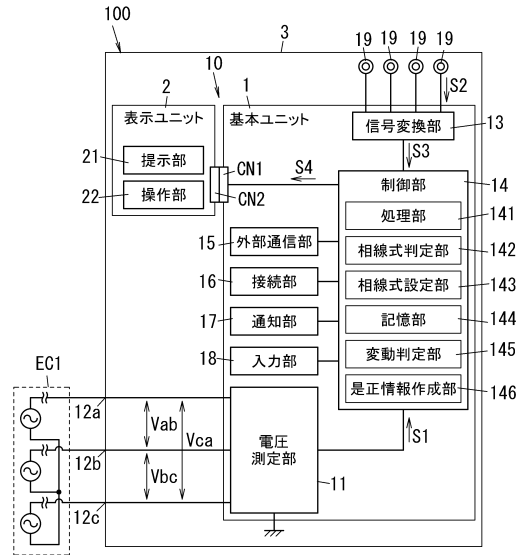 100
3
19 19 19 19
10
S2
2
1
表示ユニット
基本ユニット
信号変換部
13
21
提示部
CN1
S4
S3
制御部
14
22
操作部
CN2
処理部
141
15
外部通信部
相線式判定部
142
16
接続部
相線式設定部
143
17
通知部
記憶部
144
18
入力部
変動判定部
145
EC1
是正情報作成部
146
12a
Vab
Vca
電圧
測定部
S1
12b
Vbc
11
12c